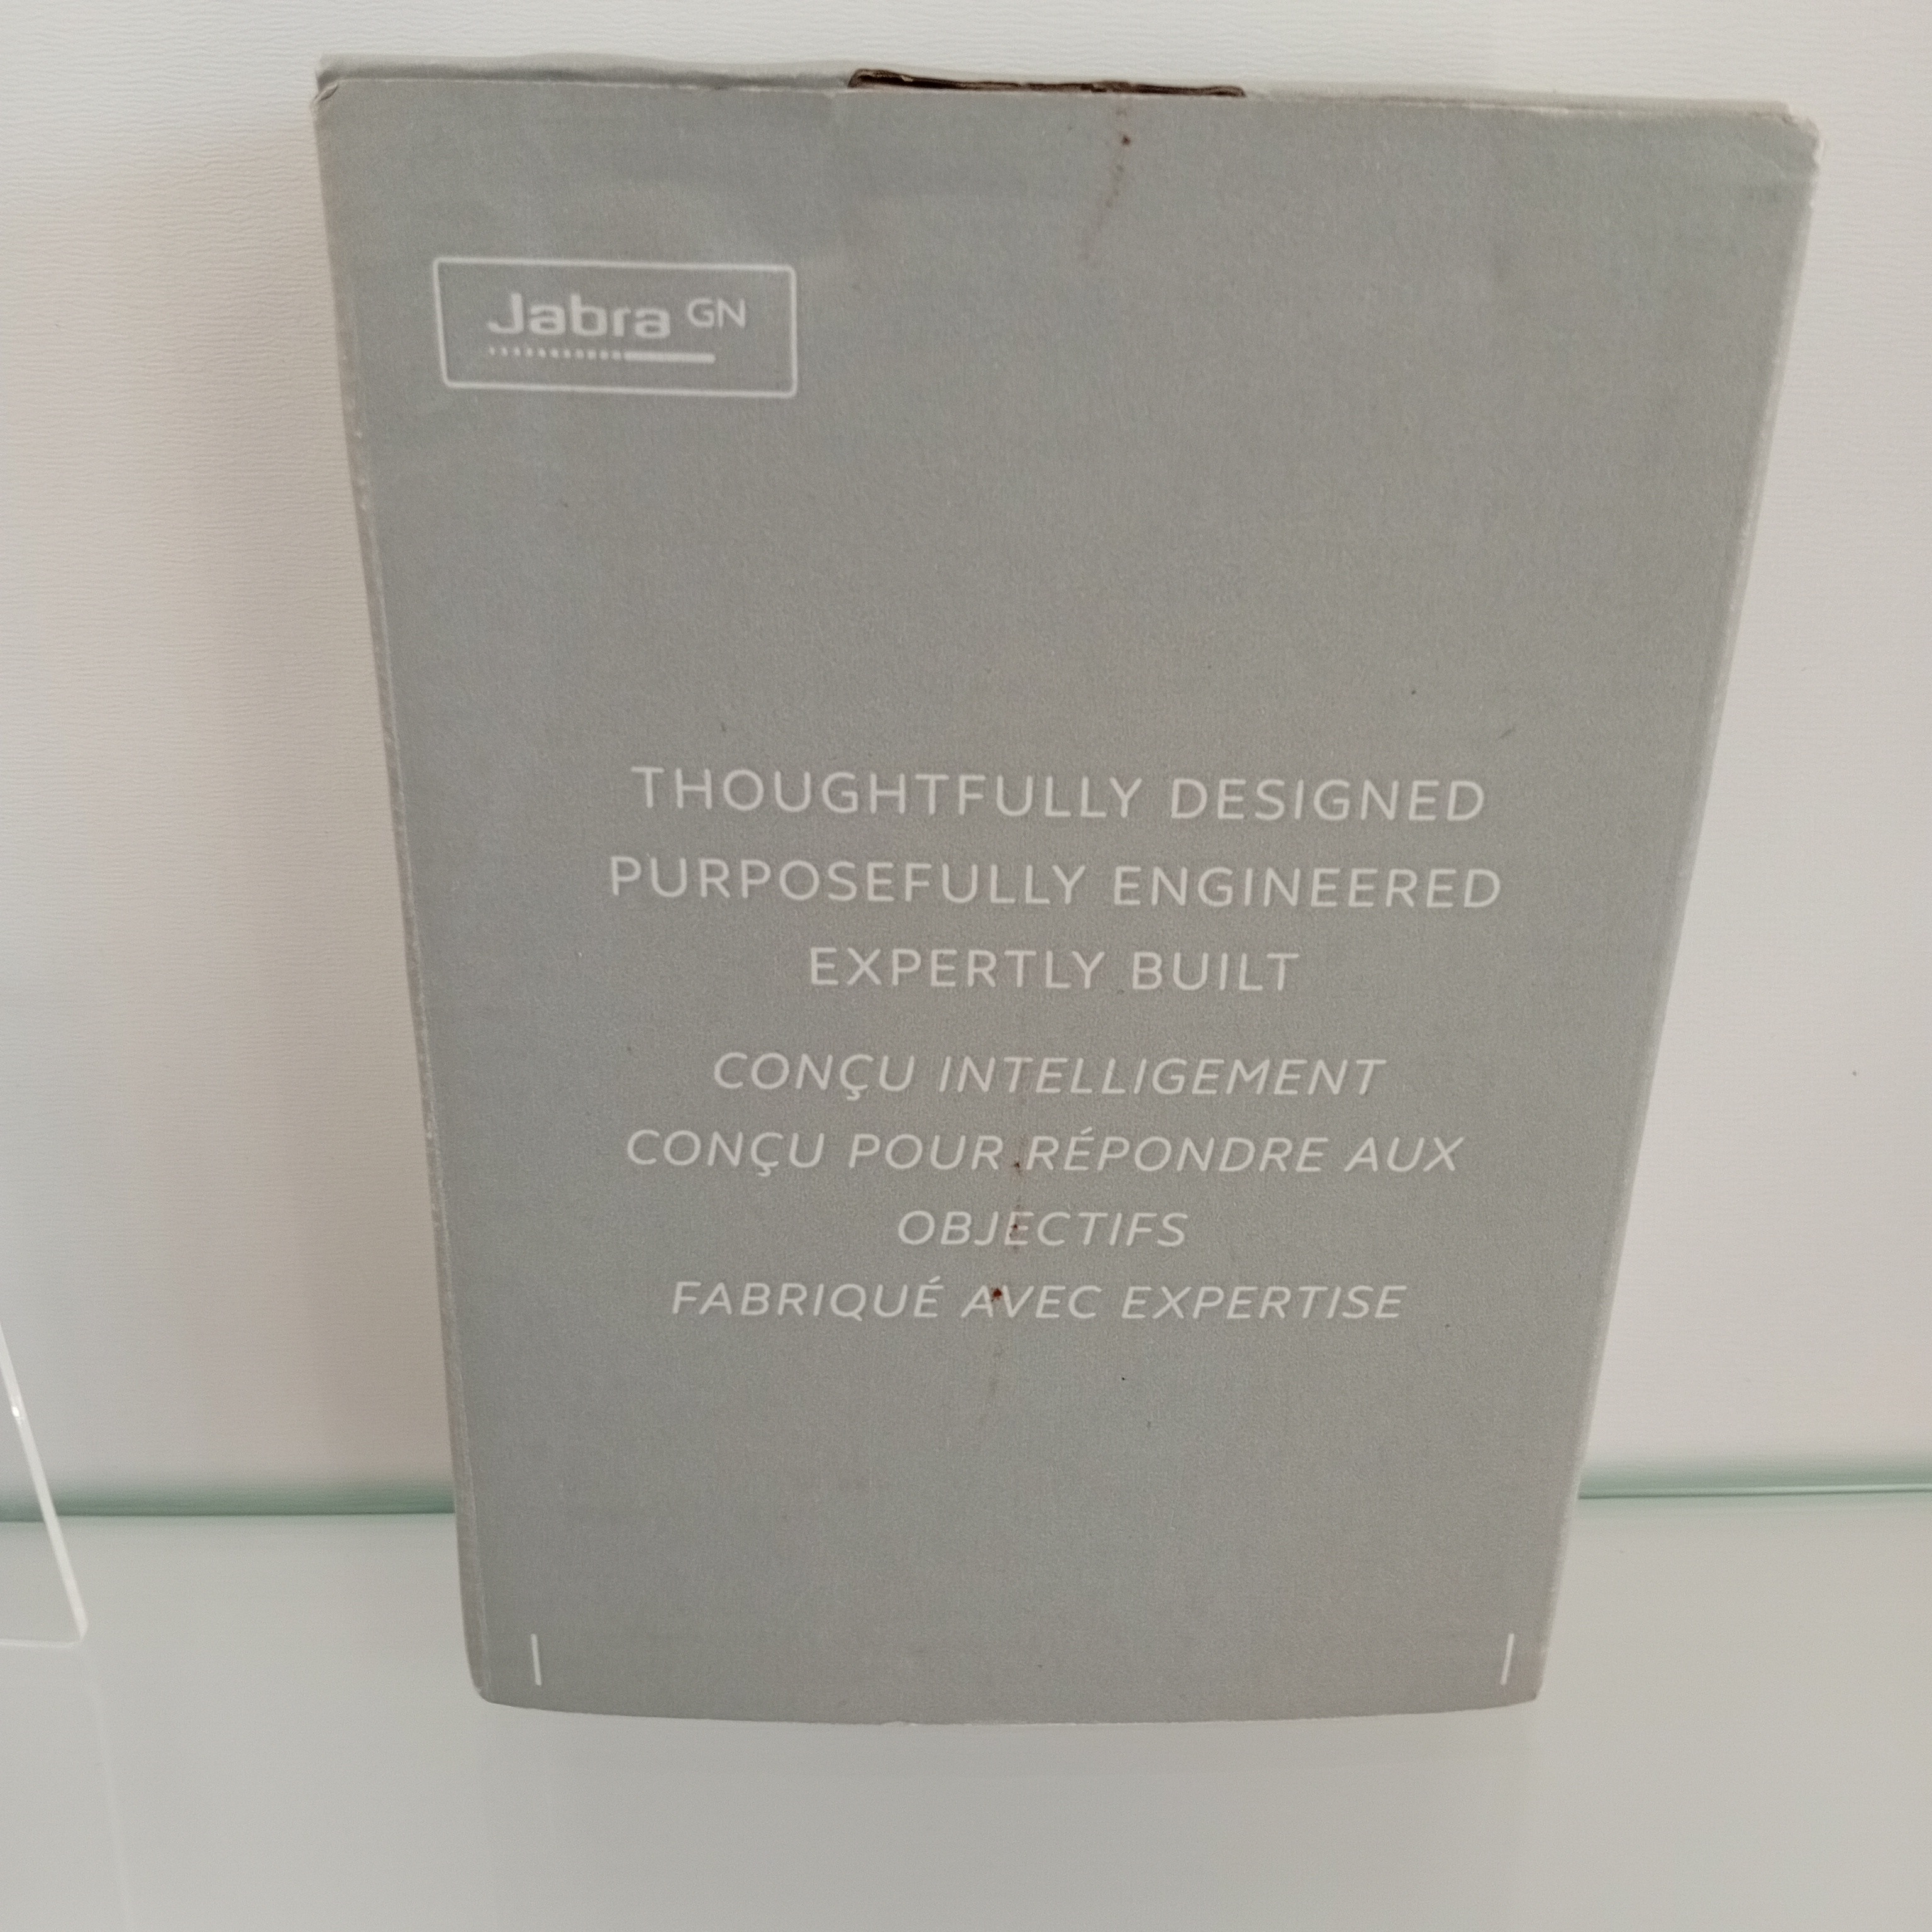 Jabra GN
THOUGHTFULLY DESIGNED
PURPOSEFULLY ENGINEERED
EXPERTLY BUILT
CONÇU INTELLIGEMENT
CONÇU POUR RÉPONDRE AUX
OBJECTIFS
FABRIQUÉ AVEC EXPERTISE